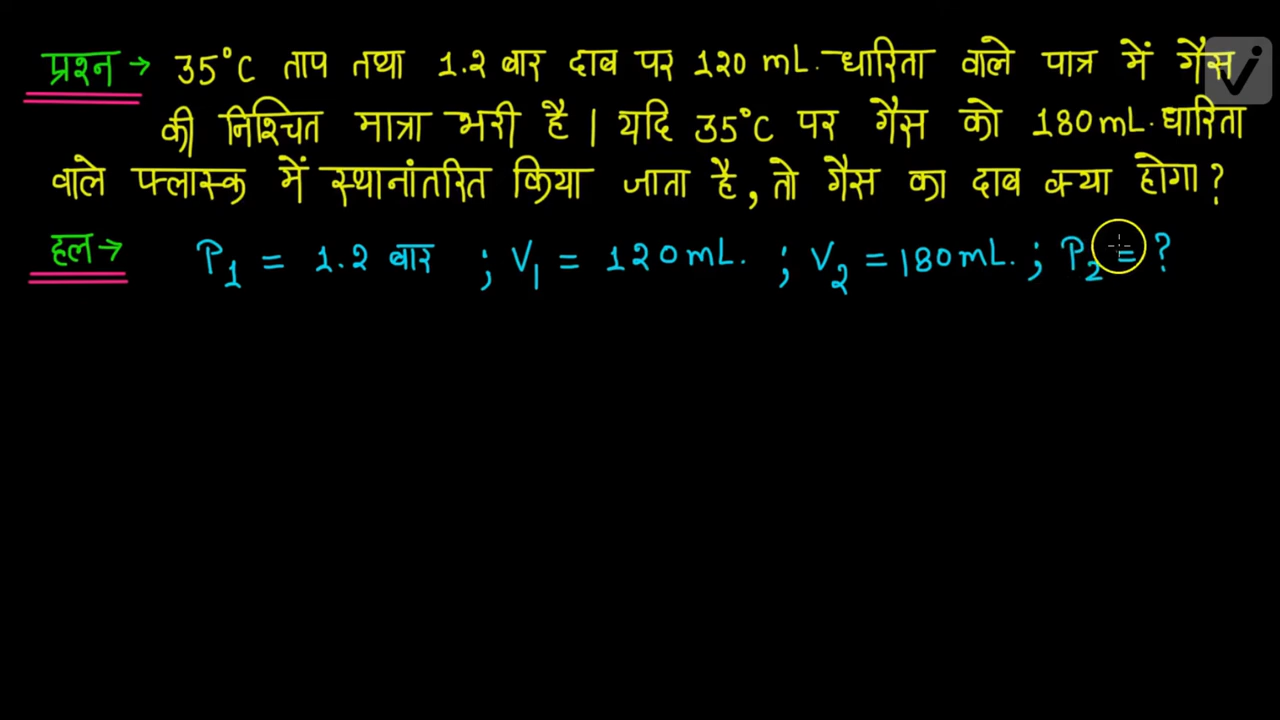 प्रश्न → 35°C ताप तथा 1.2 बार दाब पर 120 mL. धारिता वाले पात्र में गैस
की निश्चित मात्रा भरी है | यदि 35°C पर गैस को 180 mL. धारिता
वाले फ्लास्क में स्थानांतरित किया जाता है, तो गैस का दाब क्या होगा ?
हल → P₁ = 1.2 बार ; V₁ = 120 mL. ; V₂ = 180 mL. ; P₂ = ?